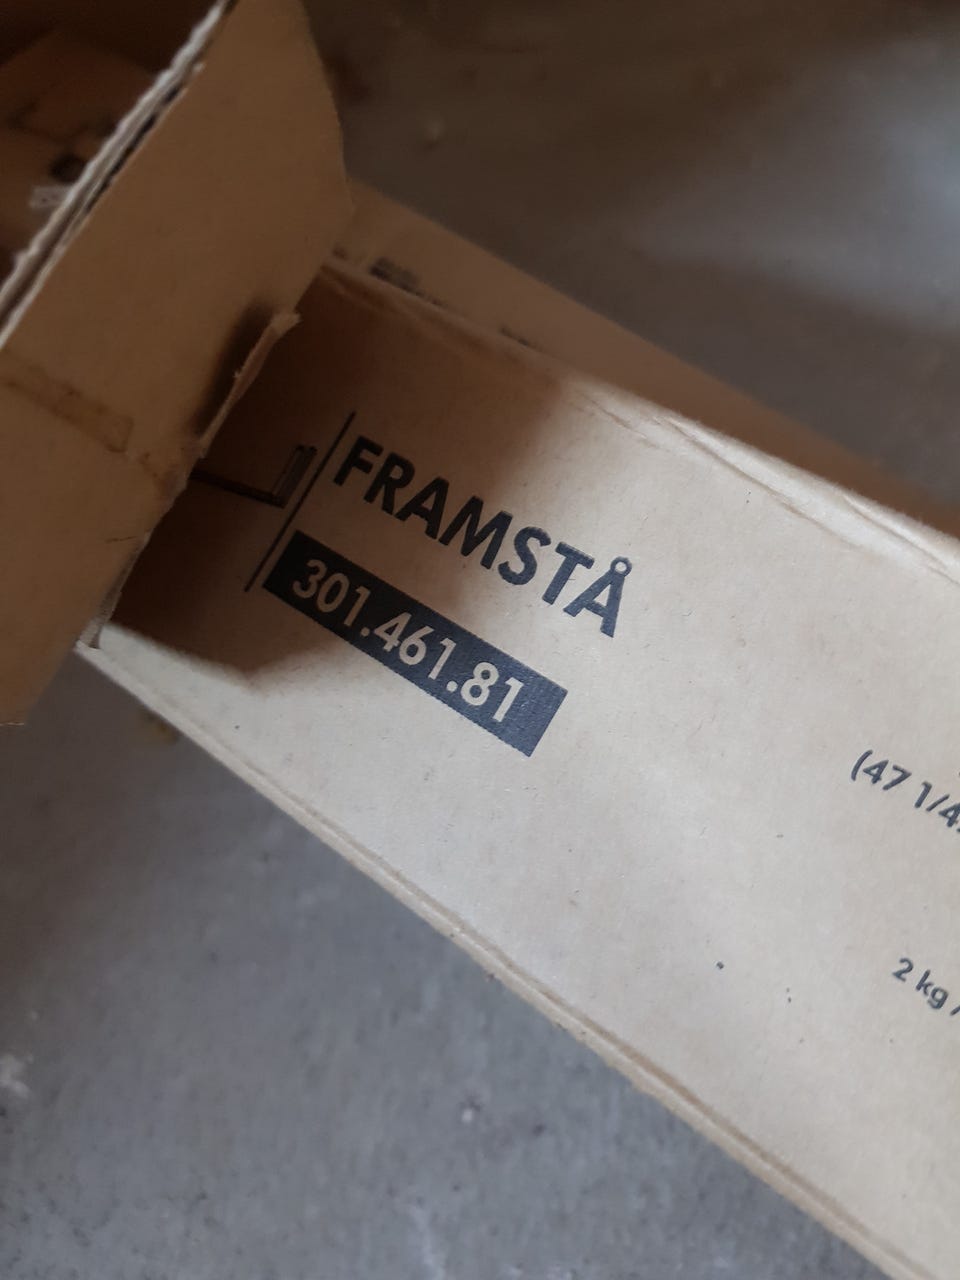 FRAMSTÅ
301.461.81
(47 1/4
2 kg /